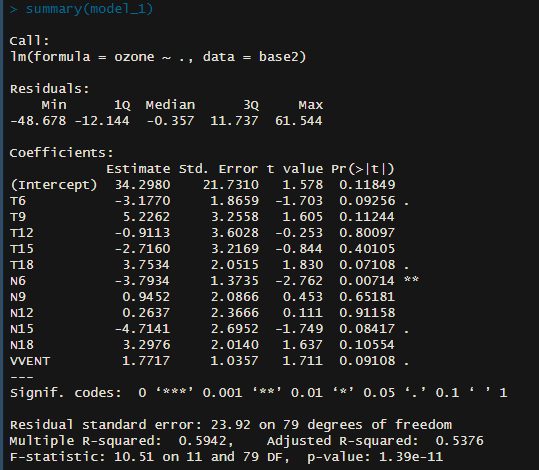 > summary(model_1)

Call:
lm(formula = ozone ~ ., data = base2)

Residuals:
    Min      1Q  Median      3Q     Max
-48.678 -12.144  -0.357  11.737  61.544

Coefficients:
            Estimate Std. Error t value Pr(>|t|)
(Intercept)  34.2980    21.7310   1.578  0.11849
T6           -3.1770     1.8659  -1.703  0.09256 .
T9            5.2262     3.2558   1.605  0.11244
T12          -0.9113     3.6028  -0.253  0.80097
T15          -2.7160     3.2169  -0.844  0.40105
T18           3.7534     2.0515   1.830  0.07108 .
N6           -3.7934     1.3735  -2.762  0.00714 **
N9            0.9452     2.0866   0.453  0.65181
N12           0.2637     2.3666   0.111  0.91158
N15          -4.7141     2.6952  -1.749  0.08417 .
N18           3.2976     2.0140   1.637  0.10554
VVENT         1.7717     1.0357   1.711  0.09108 .
---
Signif. codes:  0 ‘***’ 0.001 ‘**’ 0.01 ‘*’ 0.05 ‘.’ 0.1 ‘ ’ 1

Residual standard error: 23.92 on 79 degrees of freedom
Multiple R-squared:  0.5942,    Adjusted R-squared:  0.5376
F-statistic: 10.51 on 11 and 79 DF,  p-value: 1.39e-11